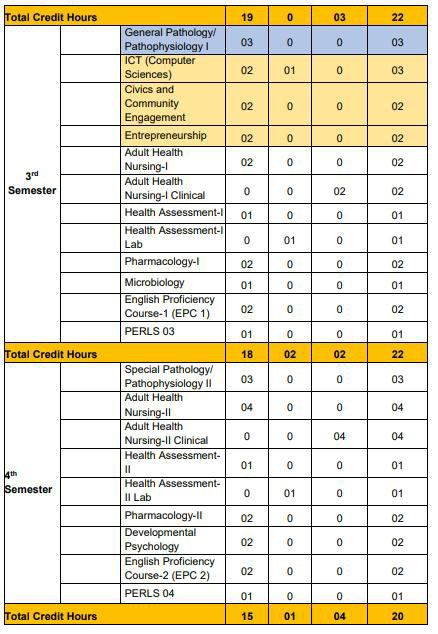 Total Credit Hours 19 0 03 22
General Pathology/
Pathophysiology I 03 0 0 03
ICT (Computer
Sciences) 02 01 0 03
Civics and
Community
Engagement 02 0 0 02
Entrepreneurship 02 0 0 02
Adult Health
Nursing-I 02 0 0 02
3rd
Semester
Adult Health
Nursing-I Clinical 0 0 02 02
Health Assessment-I 01 0 0 01
Health Assessment-I
Lab 0 01 0 01
Pharmacology-I 02 0 0 02
Microbiology 01 0 0 01
English Proficiency
Course-1 (EPC 1) 02 0 0 02
PERLS 03 01 0 0 01
Total Credit Hours 18 02 02 22
Special Pathology/
Pathophysiology II 03 0 0 03
Adult Health
Nursing-II 04 0 0 04
Adult Health
Nursing-II Clinical 0 0 04 04
Health Assessment-
II 01 0 0 01
4th
Semester
Health Assessment-
II Lab 0 01 0 01
Pharmacology-II 02 0 0 02
Developmental
Psychology 02 0 0 02
English Proficiency
Course-2 (EPC 2) 02 0 0 02
PERLS 04 01 0 0 01
Total Credit Hours 15 01 04 20